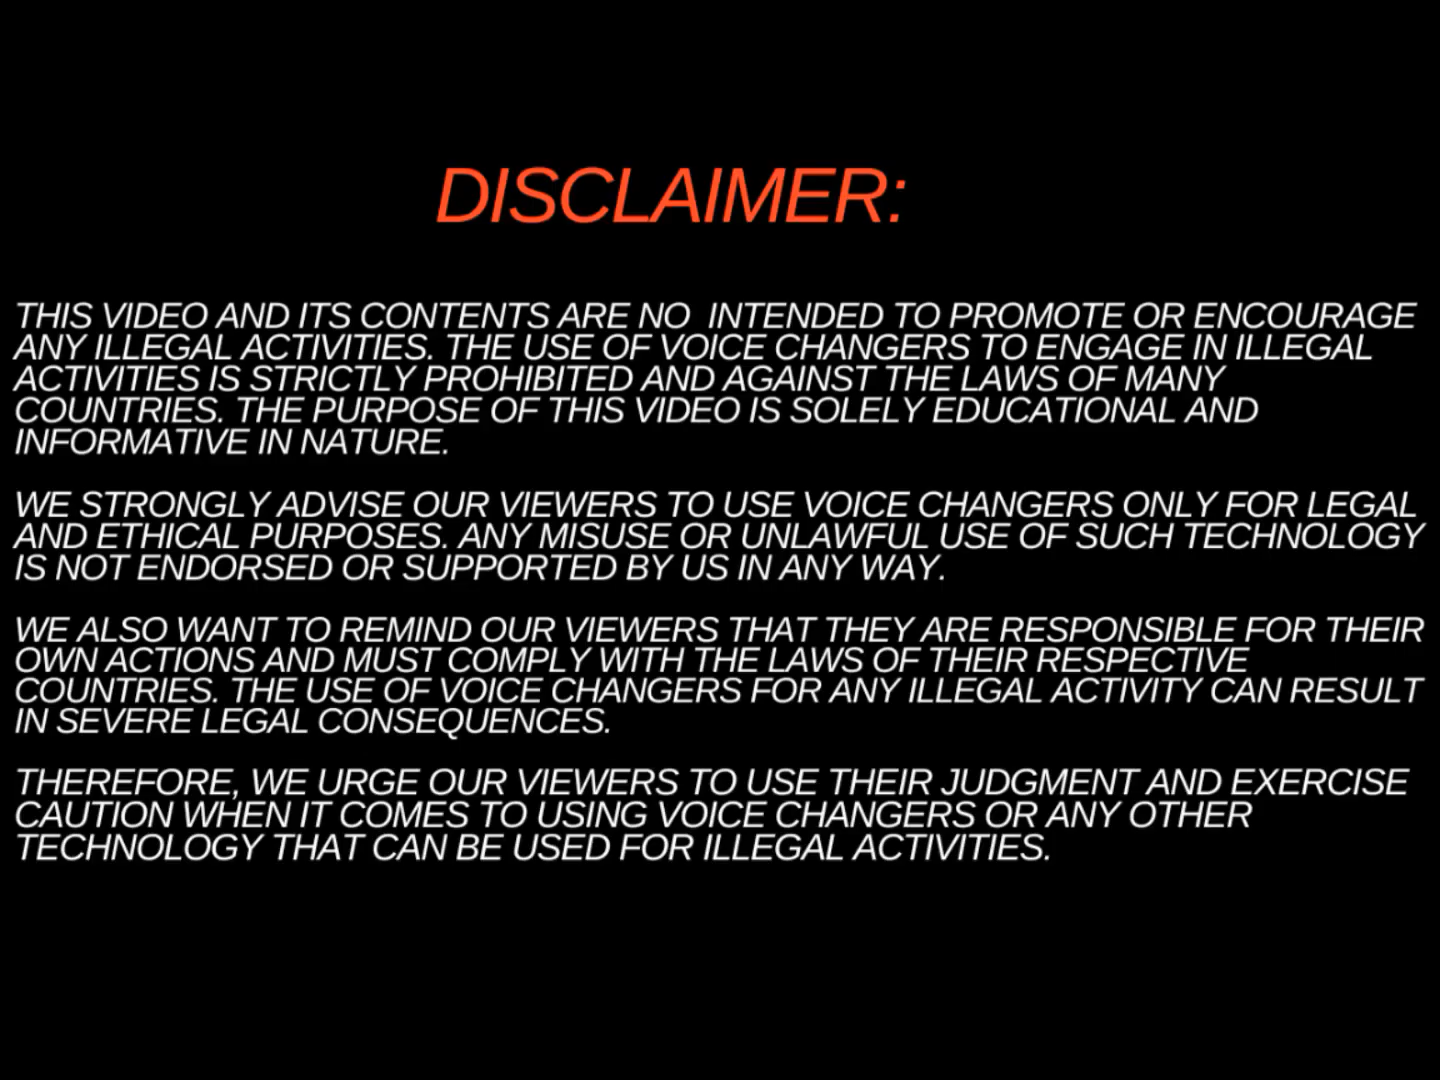 DISCLAIMER:
THIS VIDEO AND ITS CONTENTS ARE NO  INTENDED TO PROMOTE OR ENCOURAGE
ANY ILLEGAL ACTIVITIES. THE USE OF VOICE CHANGERS TO ENGAGE IN ILLEGAL
ACTIVITIES IS STRICTLY PROHIBITED AND AGAINST THE LAWS OF MANY
COUNTRIES. THE PURPOSE OF THIS VIDEO IS SOLELY EDUCATIONAL AND
INFORMATIVE IN NATURE.
WE STRONGLY ADVISE OUR VIEWERS TO USE VOICE CHANGERS ONLY FOR LEGAL
AND ETHICAL PURPOSES. ANY MISUSE OR UNLAWFUL USE OF SUCH TECHNOLOGY
IS NOT ENDORSED OR SUPPORTED BY US IN ANY WAY.
WE ALSO WANT TO REMIND OUR VIEWERS THAT THEY ARE RESPONSIBLE FOR THEIR
OWN ACTIONS AND MUST COMPLY WITH THE LAWS OF THEIR RESPECTIVE
COUNTRIES. THE USE OF VOICE CHANGERS FOR ANY ILLEGAL ACTIVITY CAN RESULT
IN SEVERE LEGAL CONSEQUENCES.
THEREFORE, WE URGE OUR VIEWERS TO USE THEIR JUDGMENT AND EXERCISE
CAUTION WHEN IT COMES TO USING VOICE CHANGERS OR ANY OTHER
TECHNOLOGY THAT CAN BE USED FOR ILLEGAL ACTIVITIES.